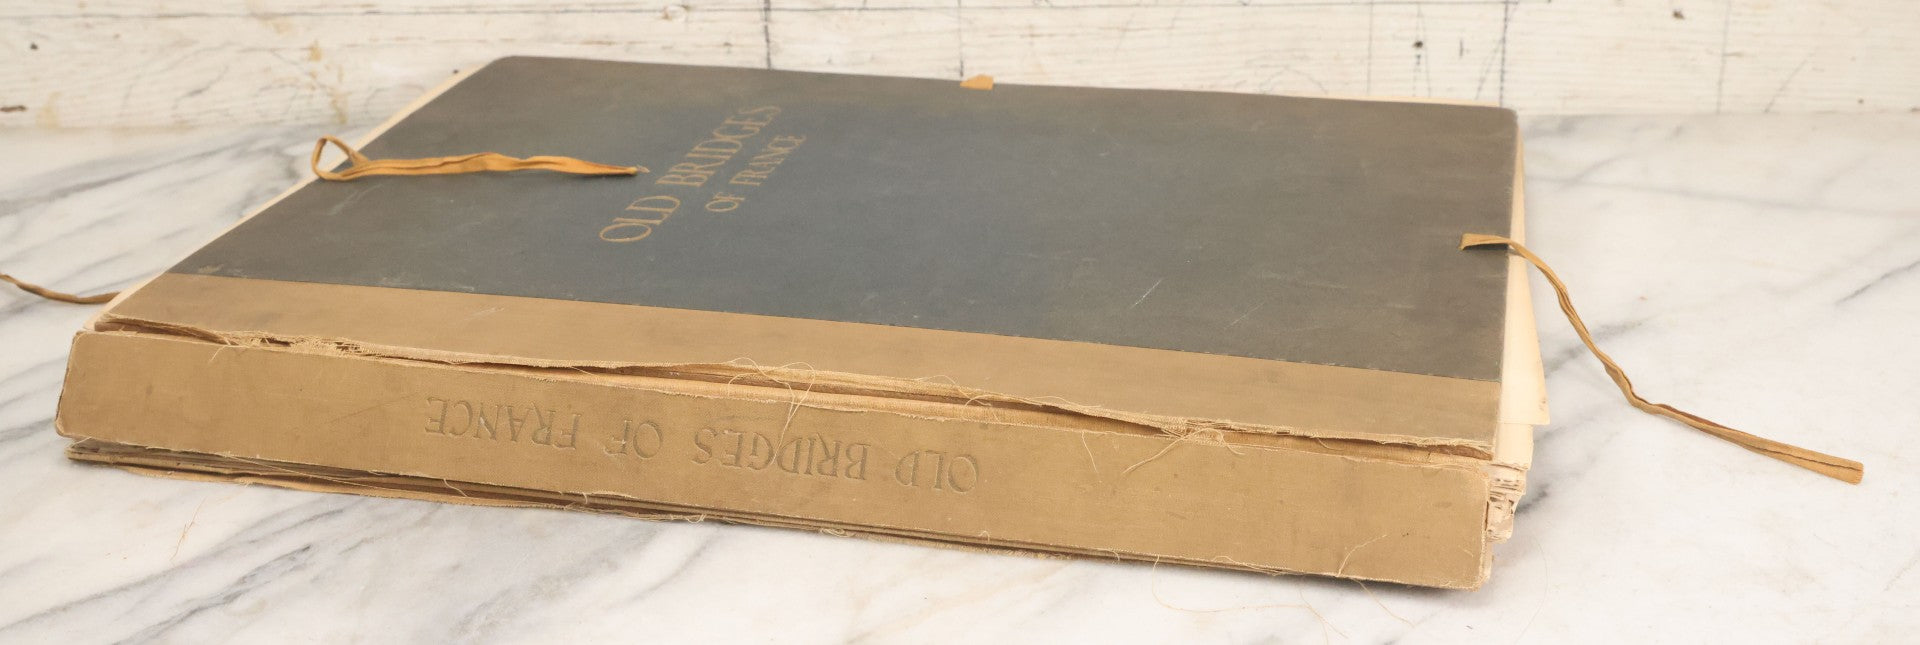 OLD BRIDGES
OF FRANCE
OLD BRIDGES OF FRANCE